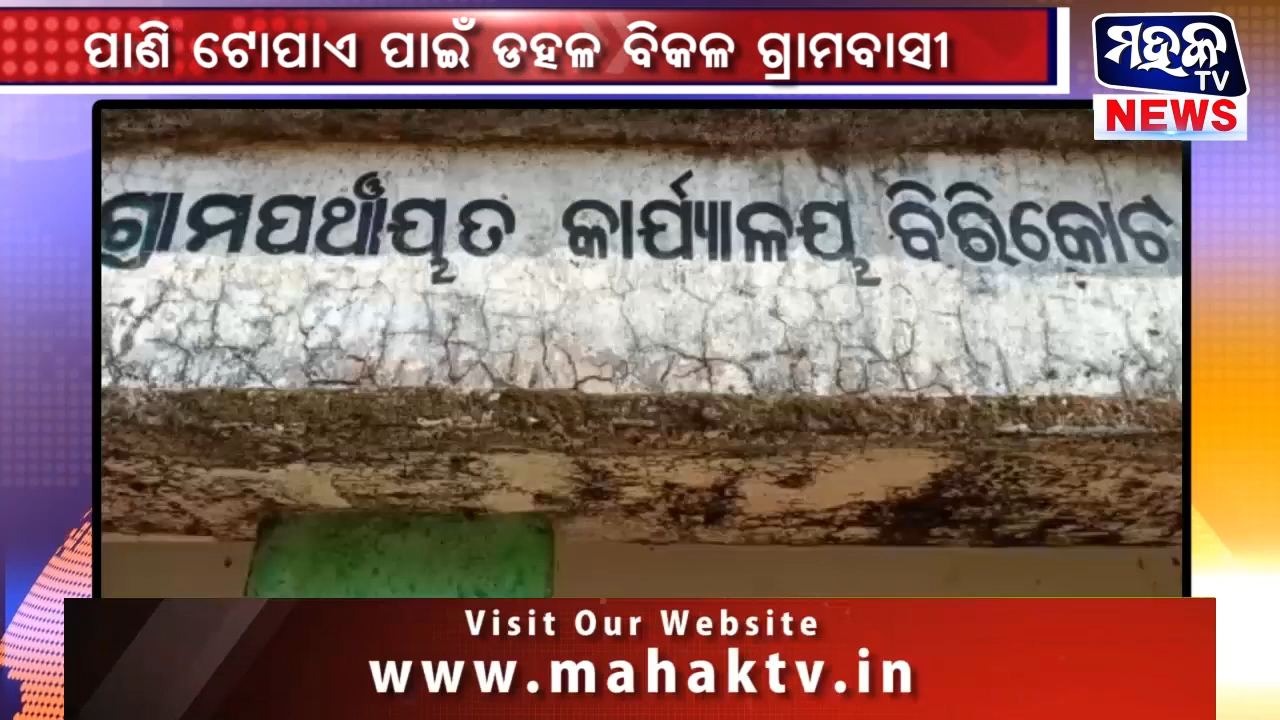 ପାଣି ଟୋପାଏ ପାଇଁ ଡହଳ ବିକଳ ଗ୍ରାମବାସୀ
ମହକ
TV
NEWS
ଗ୍ରାମପଞ୍ଚାୟତ କାର୍ଯ୍ୟାଳୟ ବିରିକୋଟ
Visit Our Website
www.mahaktv.in